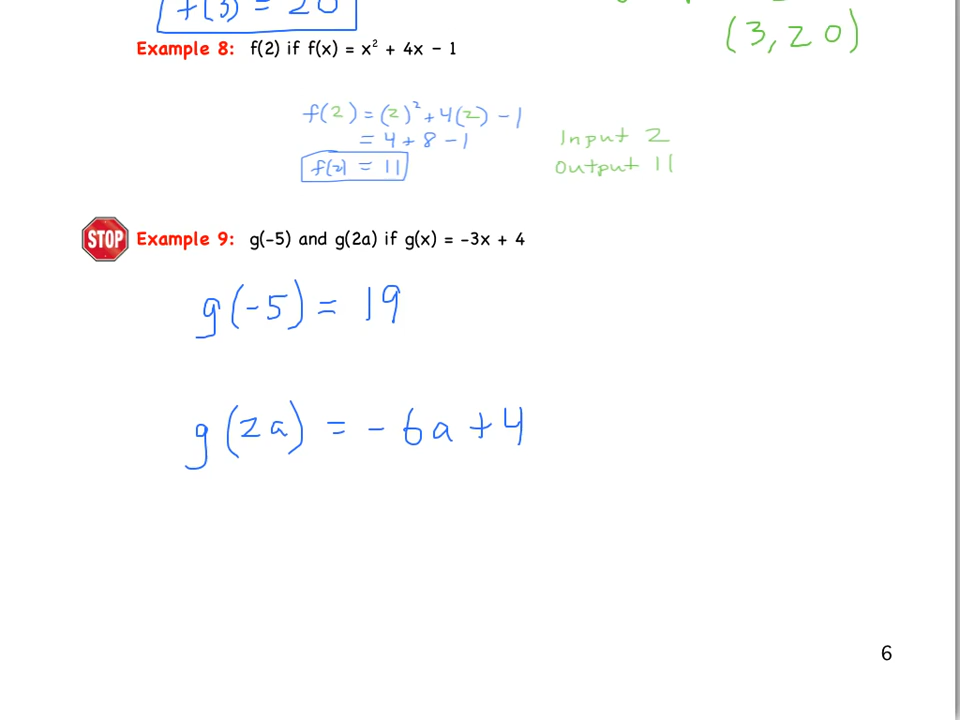 f(3) = 20
(3, 20)
Example 8: f(2) if f(x) = x² + 4x - 1
f(2) = (2)² + 4(2) - 1
= 4 + 8 - 1
f(2) = 11
Input 2
Output 11
STOP
Example 9: g(-5) and g(2a) if g(x) = -3x + 4
g(-5) = 19
g(2a) = -6a + 4
6